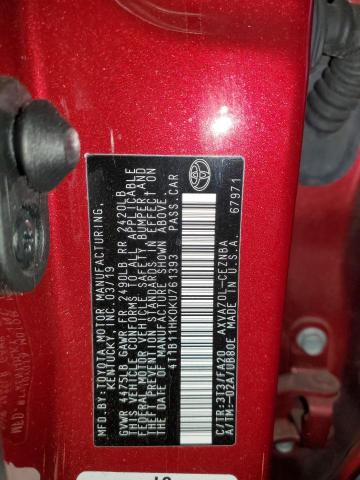 MFD. BY: TOYOTA MOTOR MANUFACTURING,
KENTUCKY, INC. 03/19
GVWR 4475LB GAWR FR 2490LB RR 2420LB
THIS VEHICLE CONFORMS TO ALL APPLICABLE
FEDERAL MOTOR VEHICLE SAFETY, BUMPER, AND
THEFT PREVENTION STANDARDS IN EFFECT ON
THE DATE OF MANUFACTURE SHOWN ABOVE.
4T1B11HK0KU761393 PASS.CAR
C/TR:3T3/FA20 AXVA70L-CEZNBA
A/TM:-02A/UB80E MADE IN U.S.A.
67971